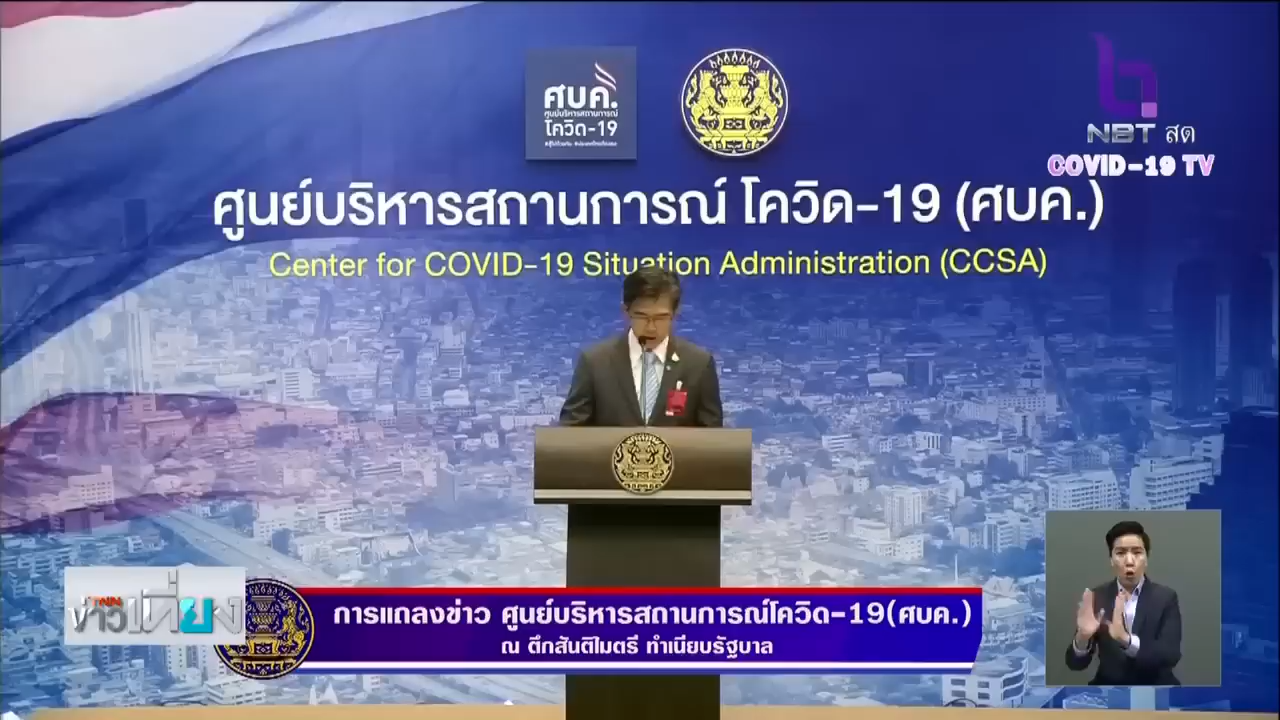 ศบค.
ศูนย์บริหารสถานการณ์
โควิด-19
NBT สด
COVID-19 TV
ศูนย์บริหารสถานการณ์ โควิด-19 (ศบค.)
Center for COVID-19 Situation Administration (CCSA)
TNN
ข่าวเที่ยง
การแถลงข่าว ศูนย์บริหารสถานการณ์โควิด-19(ศบค.)
ณ ตึกสันติไมตรี ทำเนียบรัฐบาล